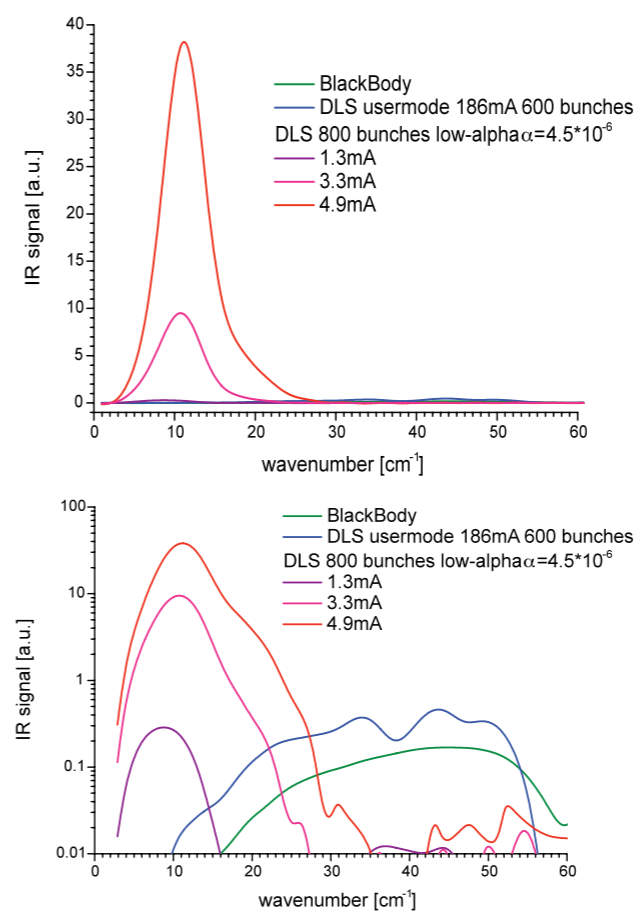 40
35
30
25
20
15
10
5
0
IR signal [a.u.]
BlackBody
DLS usermode 186mA 600 bunches
DLS 800 bunches low-alpha α=4.5*10⁻⁶
1.3mA
3.3mA
4.9mA
0 10 20 30 40 50 60
wavenumber [cm⁻¹]
100
10
1
0.1
0.01
IR signal [a.u.]
BlackBody
DLS usermode 186mA 600 bunches
DLS 800 bunches low-alpha α=4.5*10⁻⁶
1.3mA
3.3mA
4.9mA
0 10 20 30 40 50 60
wavenumber [cm⁻¹]